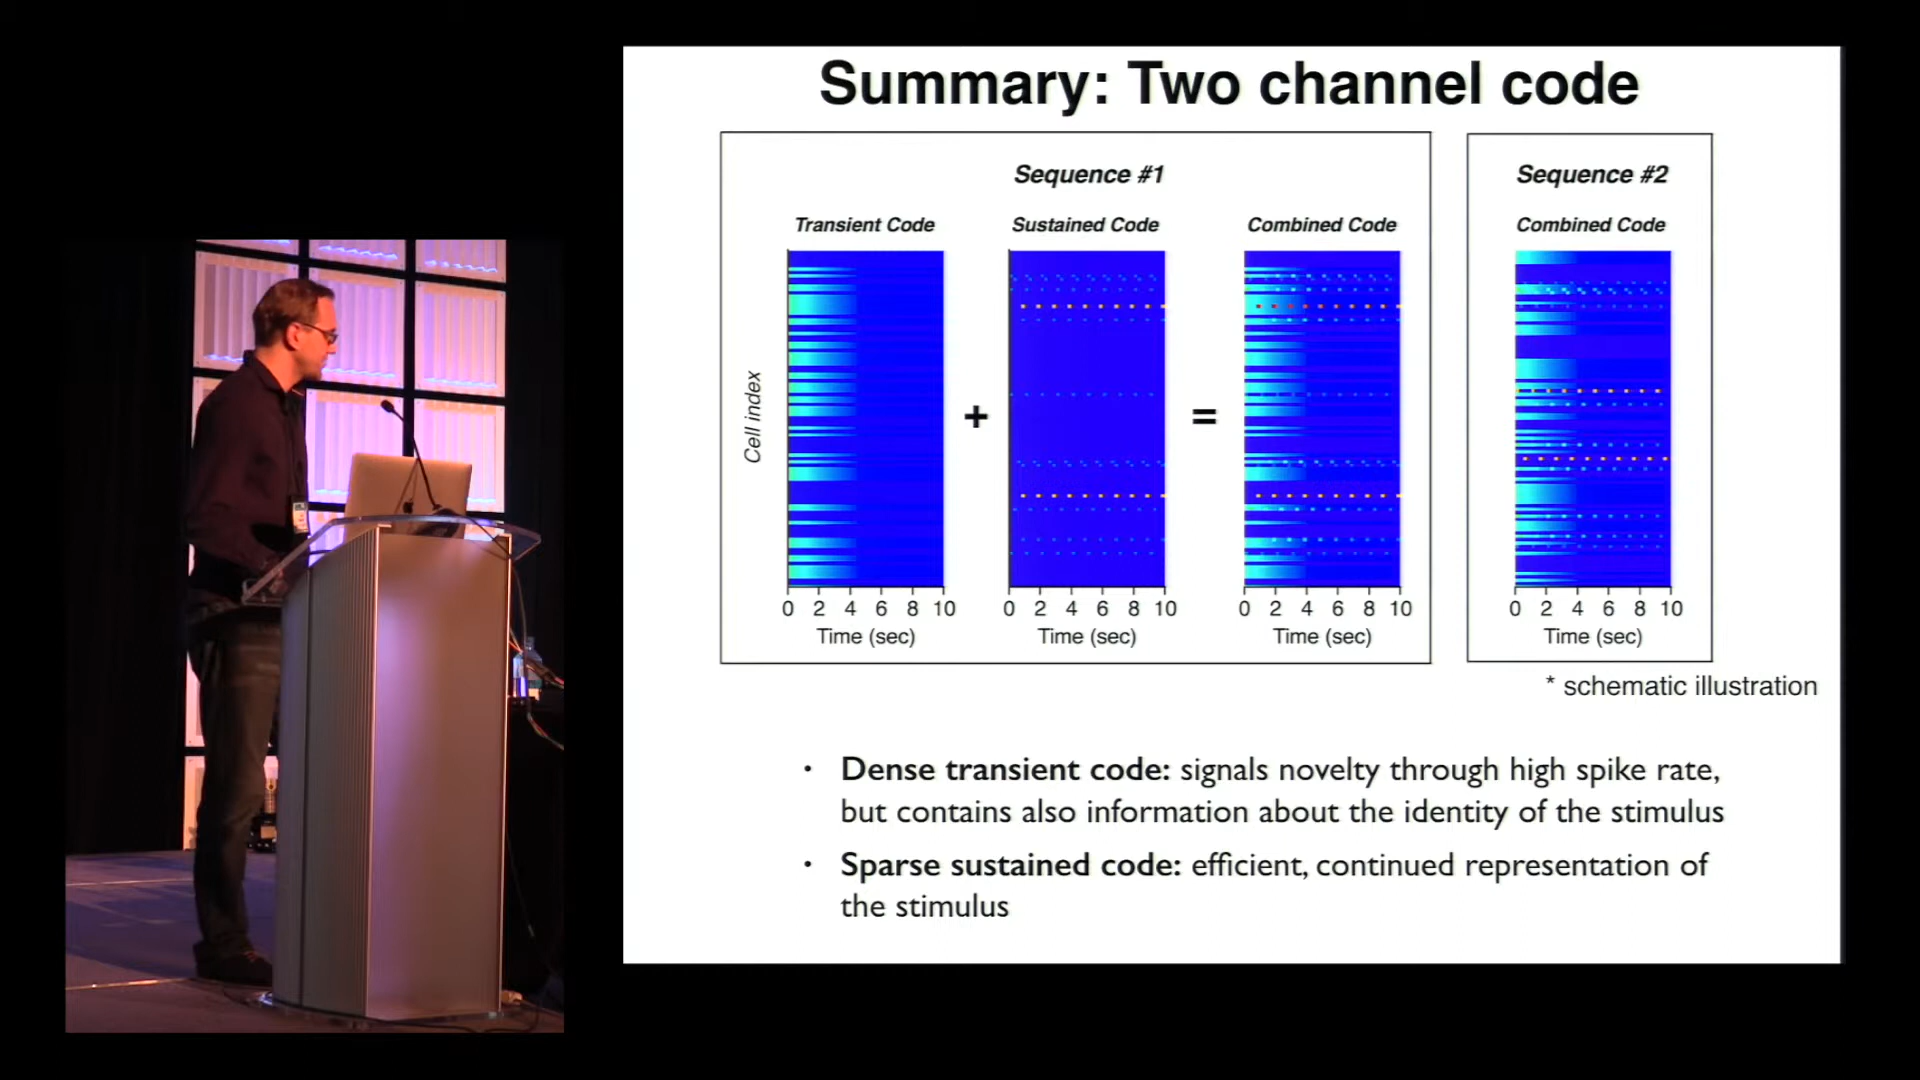 Summary: Two channel code
Sequence #1
Sequence #2
Transient Code
Sustained Code
Combined Code
Combined Code
Cell index
+
=
0 2 4 6 8 10
0 2 4 6 8 10
0 2 4 6 8 10
0 2 4 6 8 10
Time (sec)
Time (sec)
Time (sec)
Time (sec)
* schematic illustration
• Dense transient code: signals novelty through high spike rate,
but contains also information about the identity of the stimulus
• Sparse sustained code: efficient, continued representation of
the stimulus